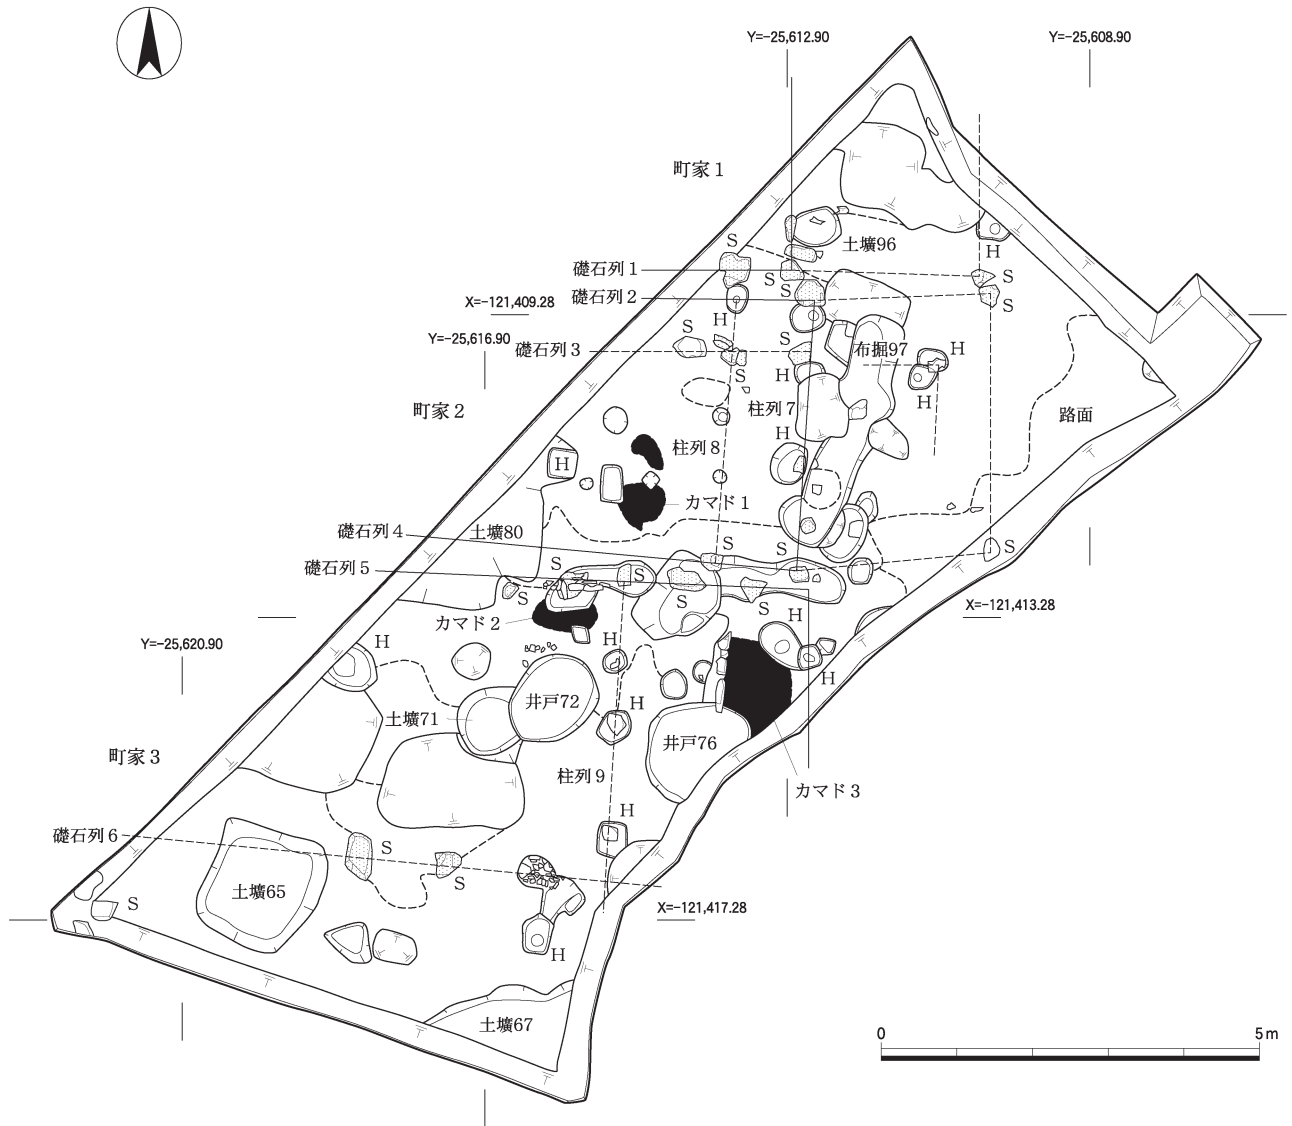 Y=-25,612.90
Y=-25,608.90
町家1
土壙96
H
S
礎石列1
S
S
礎石列2
S
S
X=-121,409.28
H
Y=-25,616.90
S
S
礎石列3
布掘97
H
S
H
H
町家2
柱列7
路面
H
柱列8
H
カマド1
礎石列4
土壙80
S
S
S
礎石列5
S
S
S
S
S
X=-121,413.28
カマド2
H
Y=-25,620.90
H
H
H
井戸72
H
土壙71
井戸76
町家3
柱列9
カマド3
H
礎石列6
S
S
土壙65
S
X=-121,417.28
H
土壙67
0
5m